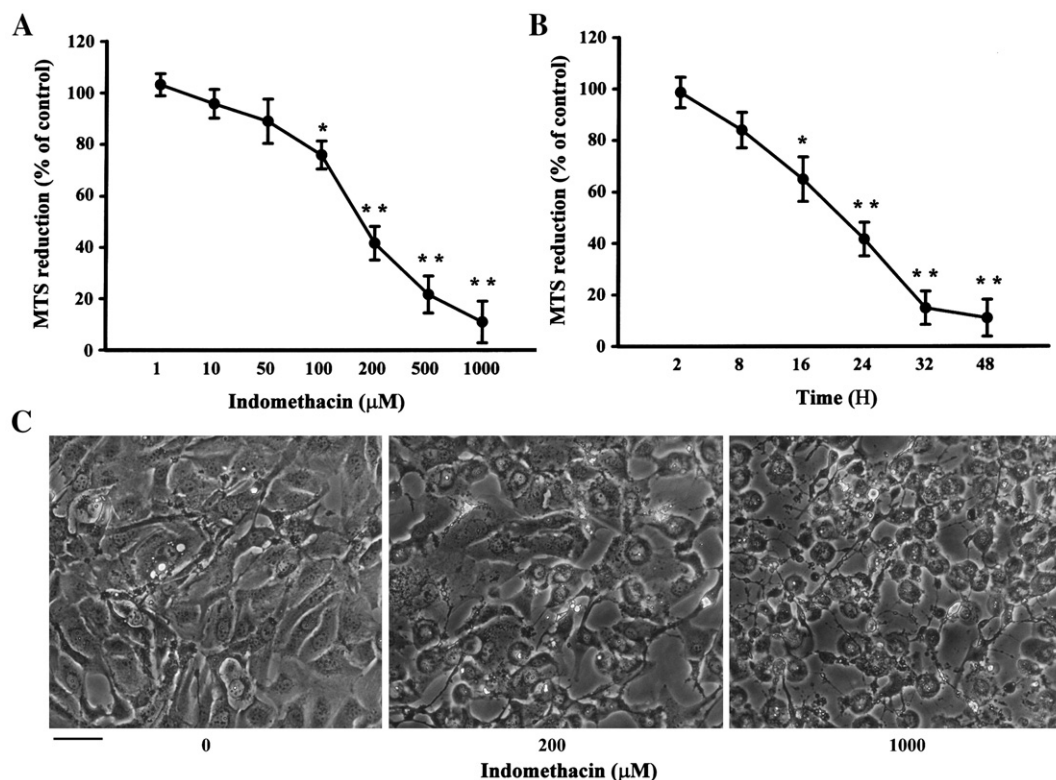 A
MTS reduction (% of control)
120
100
80
60
40
20
0
*
* *
* *
* *
1 10 50 100 200 500 1000
Indomethacin (μM)
B
MTS reduction (% of control)
120
100
80
60
40
20
0
*
* *
* *
* *
2 8 16 24 32 48
Time (H)
C
0 200 1000
Indomethacin (μM)